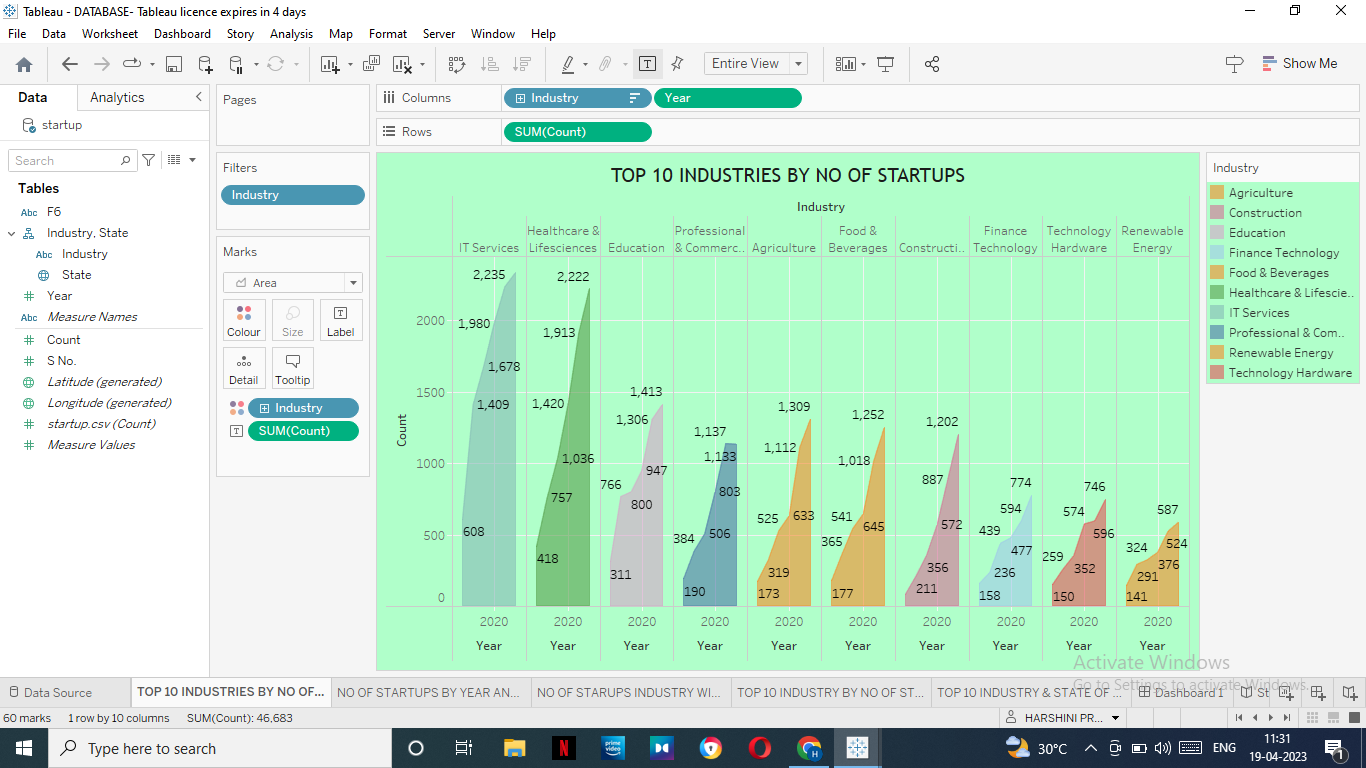 Tableau - DATABASE- Tableau licence expires in 4 days
File Data Worksheet Dashboard Story Analysis Map Format Server Window Help
Entire View
Show Me
Data Analytics
startup
Search
Tables
Abc F6
Industry, State
Abc Industry
State
Year
Abc Measure Names
Count
S No.
Latitude (generated)
Longitude (generated)
startup.csv (Count)
Measure Values
Pages
Filters
Industry
Marks
Area
Colour Size Label
Detail Tooltip
Industry
SUM(Count)
Columns Industry Year
Rows SUM(Count)
TOP 10 INDUSTRIES BY NO OF STARTUPS
Industry
IT Services
Healthcare &
Lifesciences
Education
Professional
& Commerc..
Agriculture
Food &
Beverages
Constructi..
Finance
Technology
Technology
Hardware
Renewable
Energy
Count
2000
1500
1000
500
0
2,235
1,980
1,678
1,409
608
2,222
1,913
1,420
1,036
757
418
1,413
1,306
947
766
800
311
1,137
1,133
803
384
506
190
1,309
1,112
525
633
319
173
1,252
1,018
541
645
365
177
1,202
887
572
356
211
774
594
439
477
236
158
746
574
596
259
352
150
587
524
324
376
291
141
2020 2020 2020 2020 2020 2020 2020 2020 2020 2020
Year Year Year Year Year Year Year Year Year Year
Industry
Agriculture
Construction
Education
Finance Technology
Food & Beverages
Healthcare & Lifescie..
IT Services
Professional & Com..
Renewable Energy
Technology Hardware
Activate Windows
Go to Settings to activate Windows.
Data Source TOP 10 INDUSTRIES BY NO OF... NO OF STARTUPS BY YEAR AN... NO OF STARUPS INDUSTRY WI... TOP 10 INDUSTRY BY NO OF ST... TOP 10 INDUSTRY & STATE OF ... Dashboard 1 St
60 marks 1 row by 10 columns SUM(Count): 46,683
HARSHINI PR...
Type here to search
prime video
H
30°C
ENG
11:31
19-04-2023
1